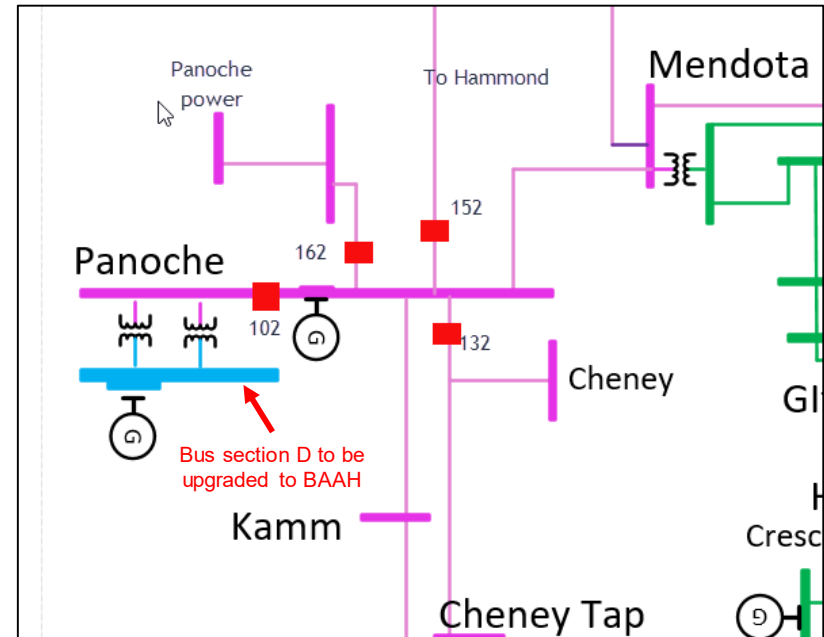 Panoche
power
To Hammond
Mendota
152
162
Panoche
102
G
132
Cheney
G
Bus section D to be
upgraded to BAAH
Kamm
Cresc
Cheney Tap
G